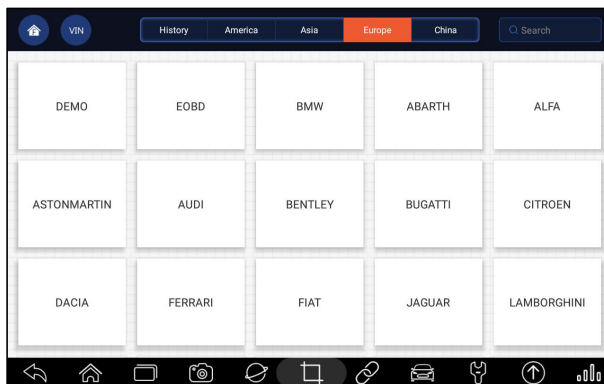 VIN History America Asia Europe China Search
DEMO EOBD BMW ABARTH ALFA
ASTONMARTIN AUDI BENTLEY BUGATTI CITROEN
DACIA FERRARI FIAT JAGUAR LAMBORGHINI